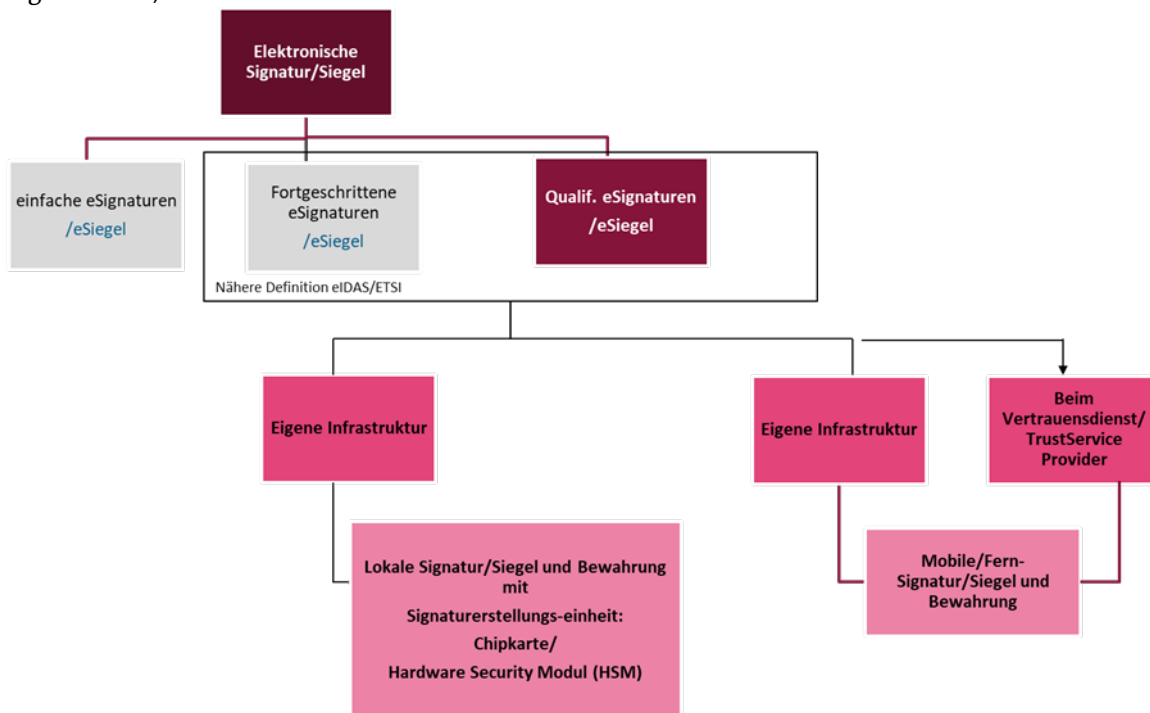 Elektronische
Signatur/Siegel
einfache eSignaturen
/eSiegel
Fortgeschrittene
eSignaturen
/eSiegel
Qualif. eSignaturen
/eSiegel
Nähere Definition eIDAS/ETSI
Eigene Infrastruktur
Eigene Infrastruktur
Beim
Vertrauensdienst/
TrustService
Provider
Lokale Signatur/Siegel und Bewahrung
mit
Signaturerstellungs-einheit:
Chipkarte/
Hardware Security Modul (HSM)
Mobile/Fern-
Signatur/Siegel und
Bewahrung